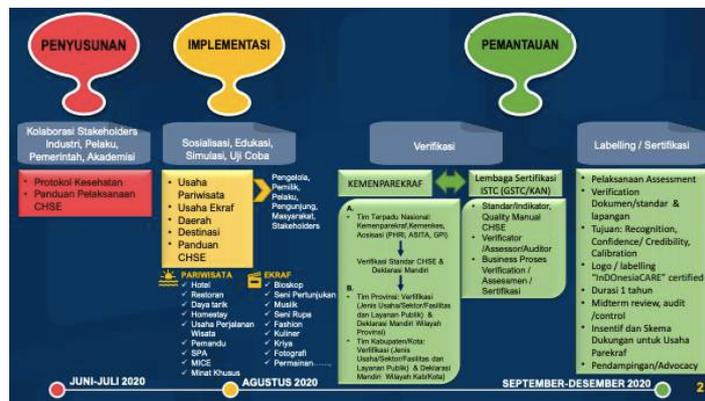 PENYUSUNAN
IMPLEMENTASI
PEMANTAUAN
Kolaborasi Stakeholders
Industri, Pelaku,
Pemerintah, Akademisi
• Protokol Kesehatan
• Panduan Pelaksanaan
CHSE
Sosialisasi, Edukasi,
Simulasi, Uji Coba
• Usaha
Pariwisata
• Usaha Ekraf
• Daerah
• Destinasi
• Panduan
CHSE
Pengelola,
Pemilik,
Pelaku,
Pengunjung,
Masyarakat,
Stakeholders
PARIWISATA
✓ Hotel
✓ Restoran
✓ Daya tarik
✓ Homestay
✓ Usaha Perjalanan
Wisata
✓ Pemandu
✓ SPA
✓ MICE
✓ Minat Khusus
EKRAF
✓ Bioskop
✓ Seni Pertunjukan
✓ Musiik
✓ Seni Rupa
✓ Fashion
✓ Kuliner
✓ Kriya
✓ Fotografi
✓ Permainan.....,
Verifikasi
KEMENPAREKRAF
Lembaga Sertifikasi
ISTC (GSTC/KAN)
A.
• Tim Terpadu Nasional:
Kemenparekraf,Kemenkes,
Aosisasi (PHRI, ASITA, GPI)
Verifikasi Standar CHSE &
Deklarasi Mandiri
B.
• Tim Provinsi: Verfifikasi
(Jenis Usaha/Sektor/Fasilitas
dan Layanan Publik) &
Deklarasi Mandiri Wilayah
Provinsi)
• Tim Kabupaten/Kota:
Verifikasi (Jenis
Usaha/Sektor/Fasilitas dan
Layanan Publik) & Deklarasi
Mandiri Wilayah Kab/Kota)
• Standar/Indikator,
Quality Manual
CHSE
• Verificator
/Assessor/Auditor
• Business Proses
Verification /
Assessmen /
Sertifikasi
Labelling / Sertifikasi
• Pelaksanaan Assessment
• Verification
Dokumen/standar &
lapangan
• Tujuan: Recognition,
Confidence/ Credibility,
Calibration
• Logo / labelling
"InDOnesiaCARE" certified
• Durasi 1 tahun
• Midterm review, audit
/control
• Insentif dan Skema
Dukungan untuk Usaha
Parekraf
• Pendampingan/Advocacy
JUNI-JULI 2020
AGUSTUS 2020
SEPTEMBER-DESEMBER 2020
2